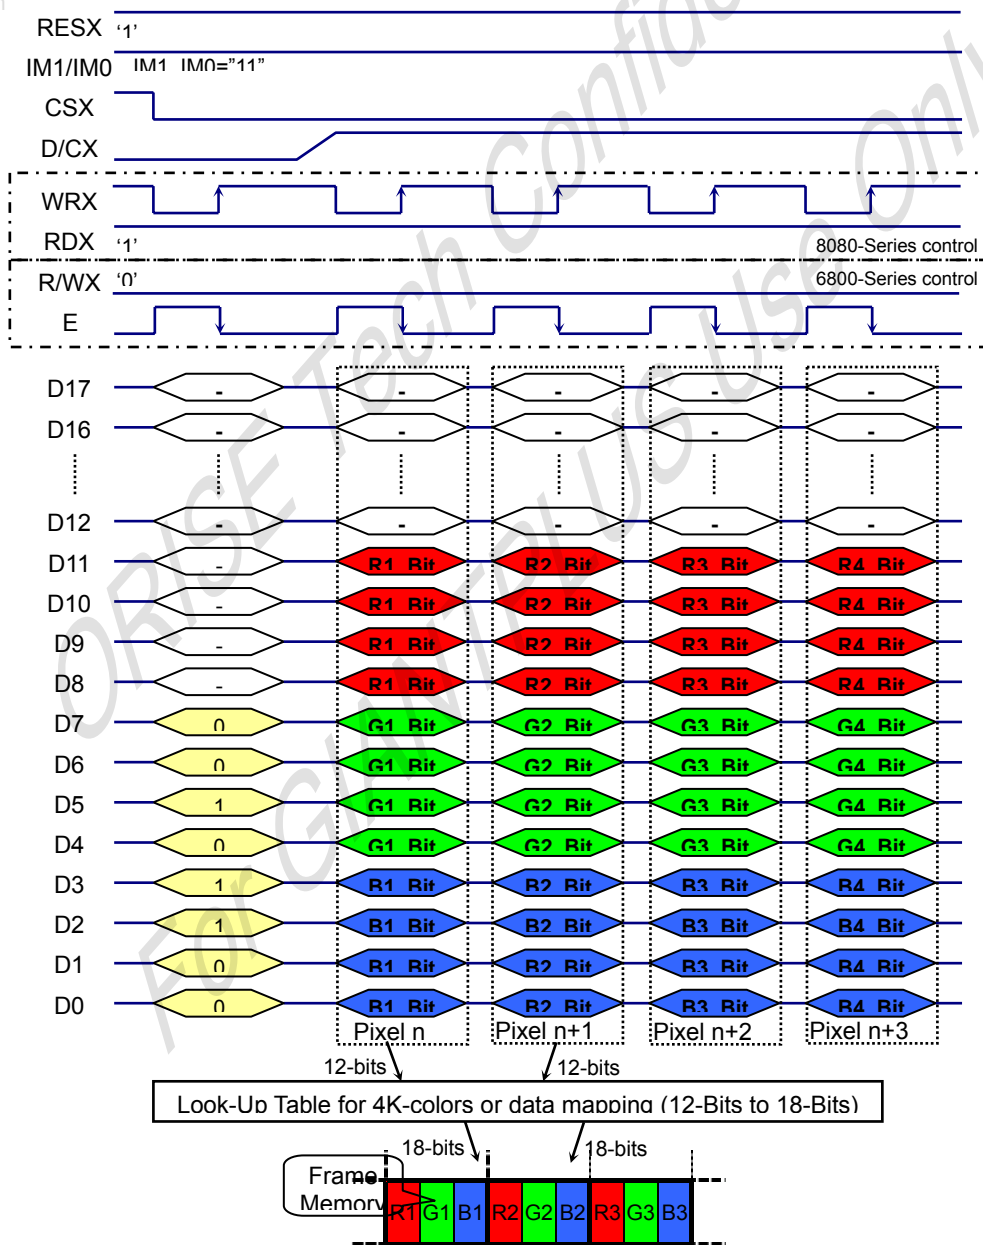 RESX '1'
IM1/IM0 IM1, IM0="11"
CSX
D/CX
WRX
RDX '1' 8080-Series control
R/WX '0' 6800-Series control
E
D17 - - - - -
D16 - - - - -
D12 - - - - -
D11 - R1 Bit R2 Bit R3 Bit R4 Bit
D10 - R1 Bit R2 Bit R3 Bit R4 Bit
D9 - R1 Bit R2 Bit R3 Bit R4 Bit
D8 - R1 Bit R2 Bit R3 Bit R4 Bit
D7 0 G1 Bit G2 Bit G3 Bit G4 Bit
D6 0 G1 Bit G2 Bit G3 Bit G4 Bit
D5 1 G1 Bit G2 Bit G3 Bit G4 Bit
D4 0 G1 Bit G2 Bit G3 Bit G4 Bit
D3 1 B1 Bit B2 Bit B3 Bit B4 Bit
D2 1 B1 Bit B2 Bit B3 Bit B4 Bit
D1 0 B1 Bit B2 Bit B3 Bit B4 Bit
D0 0 B1 Bit B2 Bit B3 Bit B4 Bit
Pixel n Pixel n+1 Pixel n+2 Pixel n+3
12-bits 12-bits
Look-Up Table for 4K-colors or data mapping (12-Bits to 18-Bits)
18-bits 18-bits
Frame
Memory
R1 G1 B1 R2 G2 B2 R3 G3 B3
ORISE Tech
For GIANTPLUS Use Only